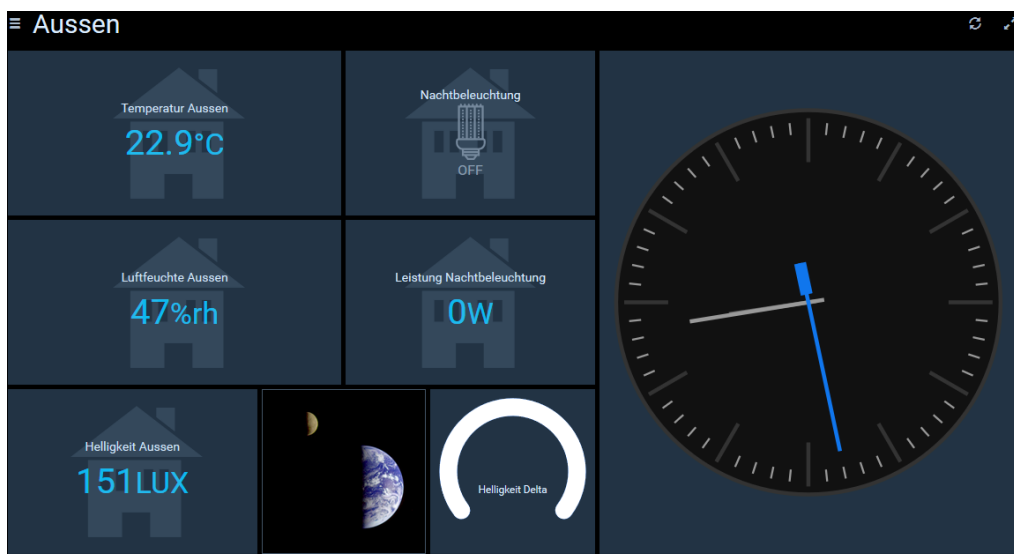 Aussen
Temperatur Aussen
22.9°C
Nachtbeleuchtung
OFF
Luftfeuchte Aussen
47%rh
Leistung Nachtbeleuchtung
0W
Helligkeit Aussen
151LUX
Helligkeit Delta